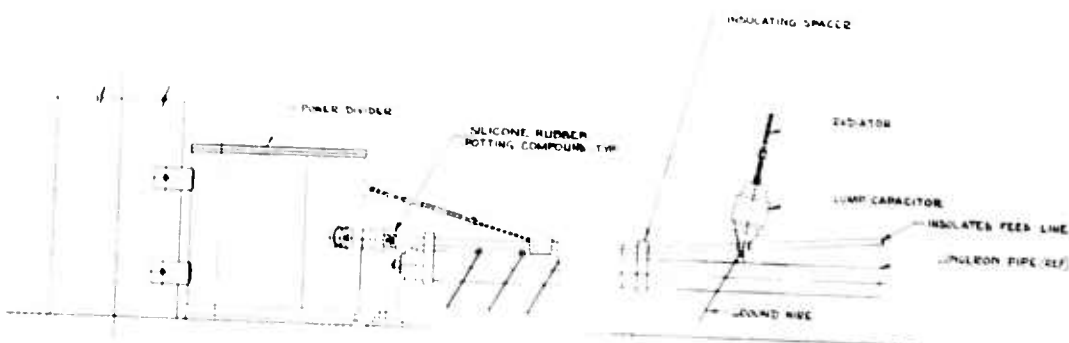 INSULATING SPACER
POWER DIVIDER
SILICONE RUBBER
POTTING COMPOUND TYP
RADIATOR
LUMP CAPACITOR
INSULATED FEED LINE
LONGERON PIPE (REF)
GROUND WIRE